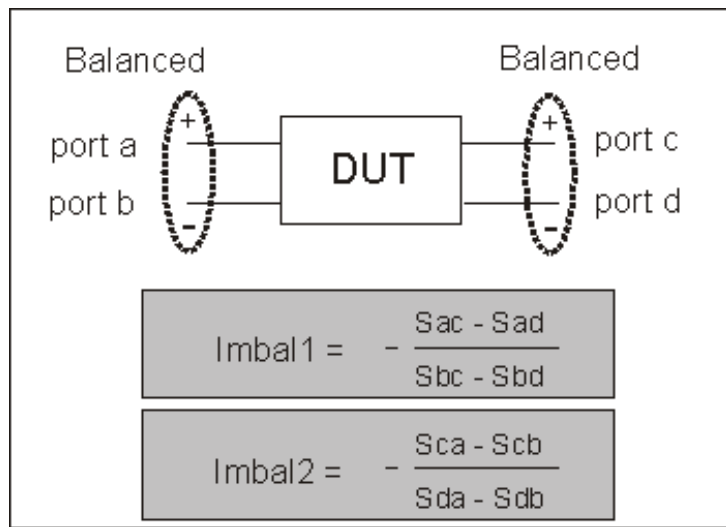 Balanced Balanced
+ +
port a port c
DUT
port b port d
- -
Imbal1 = - Sac - Sad
Sbc - Sbd
Imbal2 = - Sca - Scb
Sda - Sdb